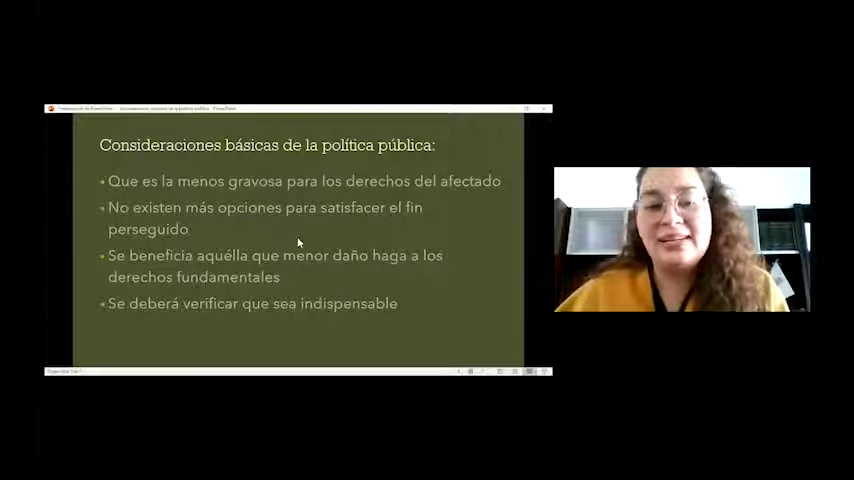 Consideraciones básicas de la política pública:
Que es la menos gravosa para los derechos del afectado
No existen más opciones para satisfacer el fin
perseguido
Se beneficia aquélla que menor daño haga a los
derechos fundamentales
Se deberá verificar que sea indispensable